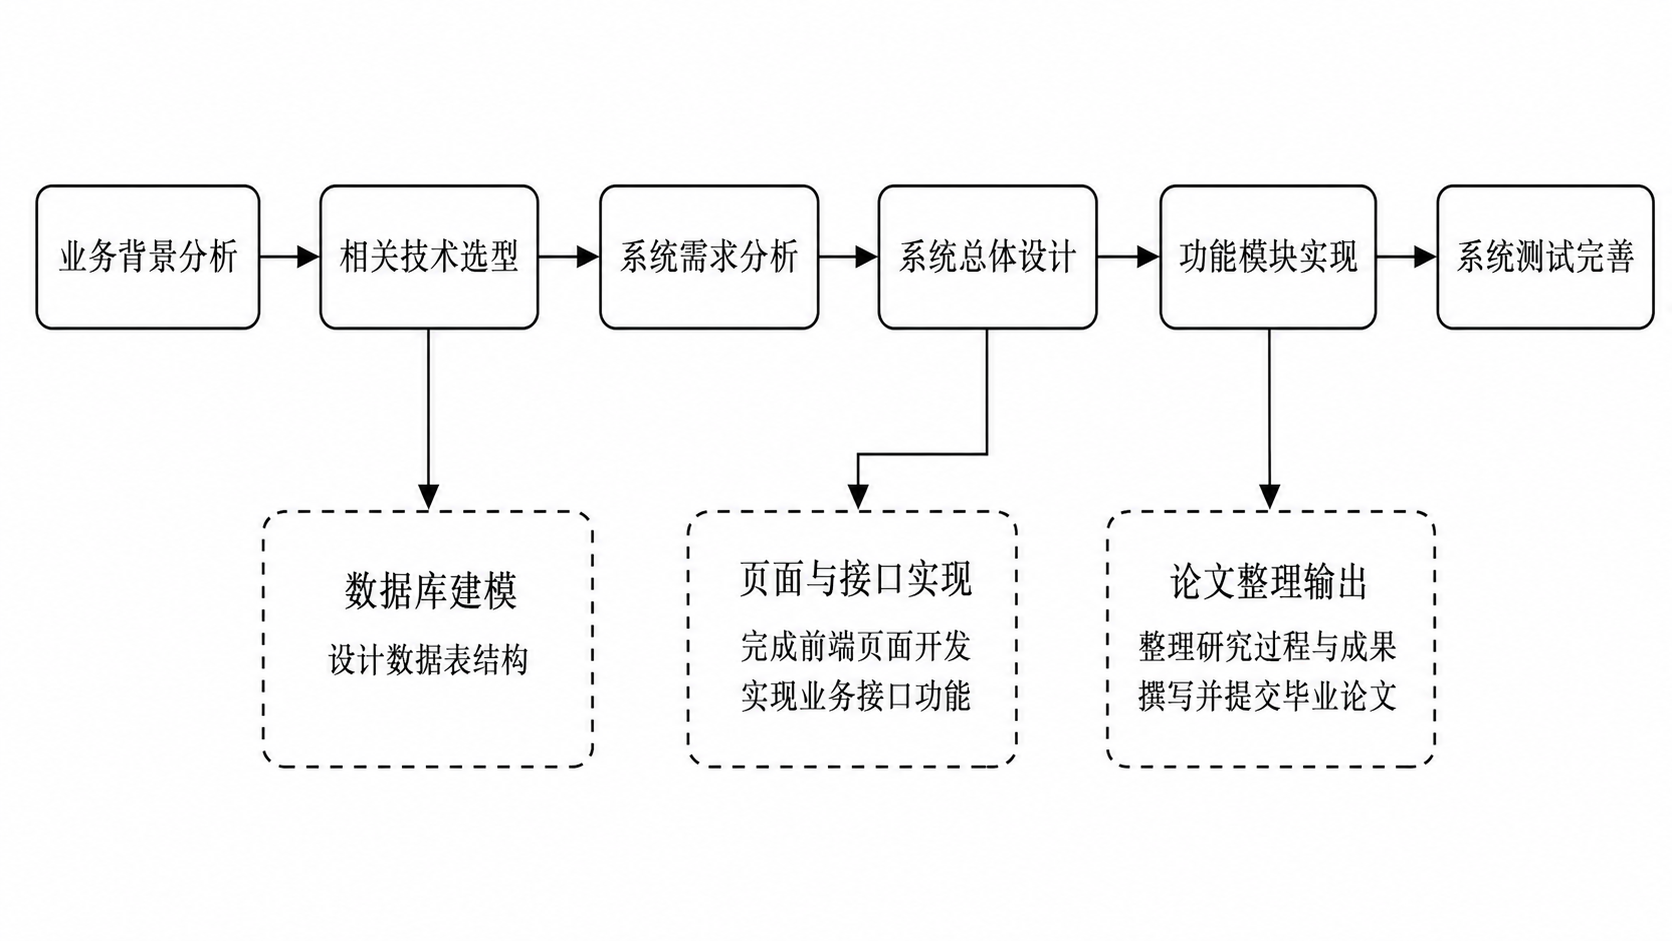 业务背景分析
相关技术选型
系统需求分析
系统总体设计
功能模块实现
系统测试完善
数据库建模
设计数据表结构
页面与接口实现
完成前端页面开发
实现业务接口功能
论文整理输出
整理研究过程与成果
撰写并提交毕业论文